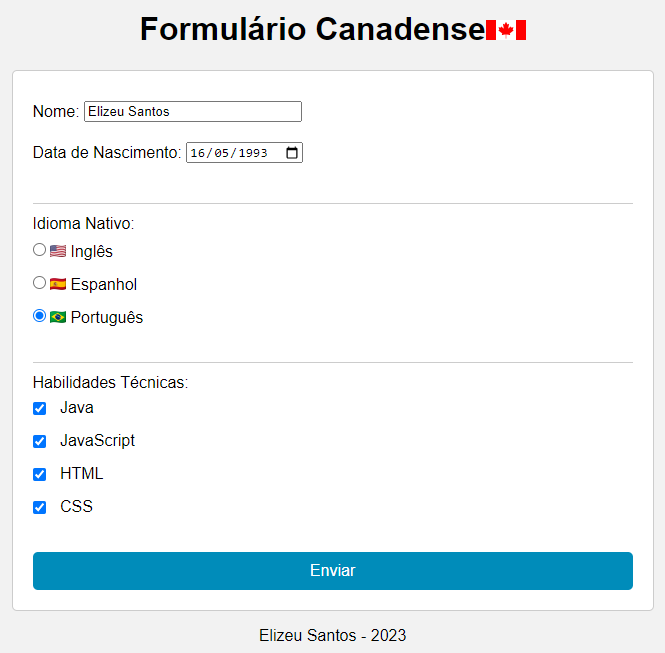 Formulário Canadense
Nome: Elizeu Santos
Data de Nascimento: 16/05/1993
Idioma Nativo:
Inglês
Espanhol
Português
Habilidades Técnicas:
Java
JavaScript
HTML
CSS
Enviar
Elizeu Santos - 2023